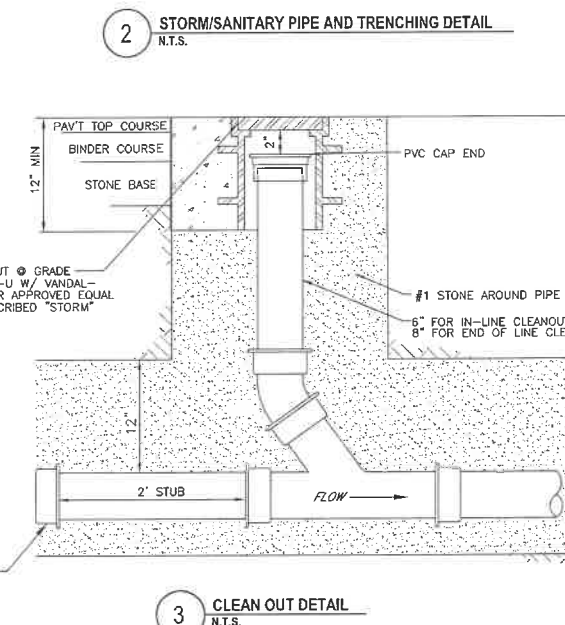 2
STORM/SANITARY PIPE AND TRENCHING DETAIL
N.T.S.
PAV'T TOP COURSE
BINDER COURSE
STONE BASE
12" MIN
2"
PVC CAP END
@ GRADE
-U W/ VANDAL-
APPROVED EQUAL
"STORM"
#1 STONE AROUND PIPE
6" FOR IN-LINE
8" FOR END OF LINE
12"
2' STUB
FLOW
3
CLEAN OUT DETAIL
N.T.S.